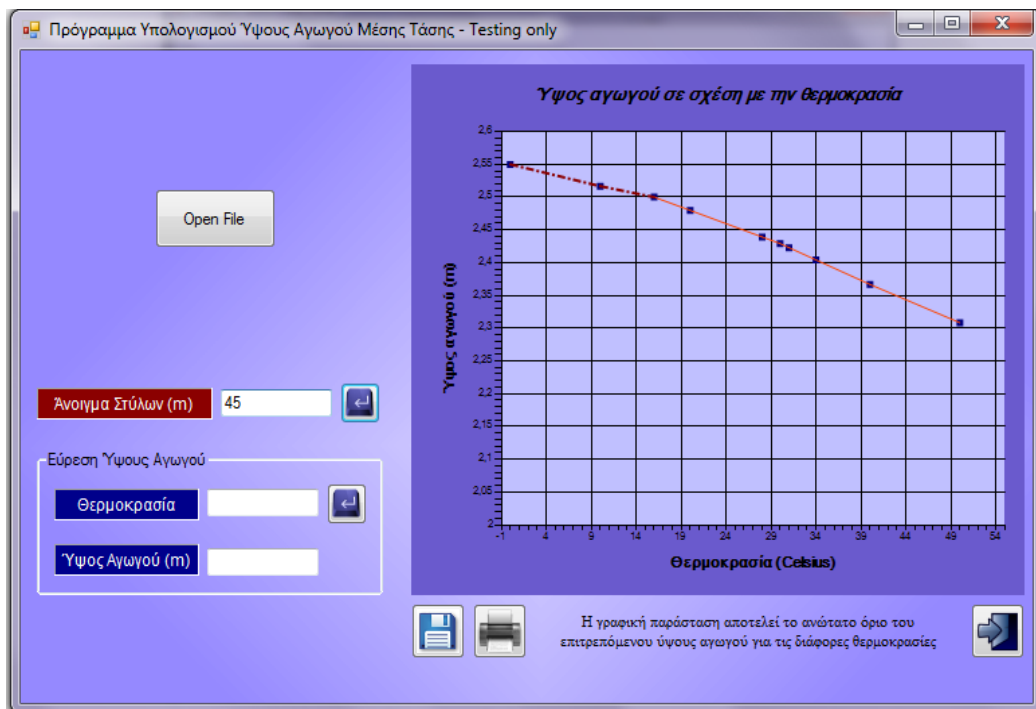 Πρόγραμμα Υπολογισμού Ύψους Αγωγού Μέσης Τάσης - Testing only
Open File
Άνοιγμα Στύλων (m)
45
Εύρεση Ύψους Αγωγού
Θερμοκρασία
Ύψος Αγωγού (m)
Ύψος αγωγού σε σχέση με την θερμοκρασία
Ύψος αγωγού (m)
2,6
2,55
2,5
2,45
2,4
2,35
2,3
2,25
2,2
2,15
2,1
2,05
2
-1 4 9 14 19 24 29 34 39 44 49 54
Θερμοκρασία (Celsius)
Η γραφική παράσταση αποτελεί το ανώτατο όριο του
επιτρεπόμενου ύψους αγωγού για τις διάφορες θερμοκρασίες